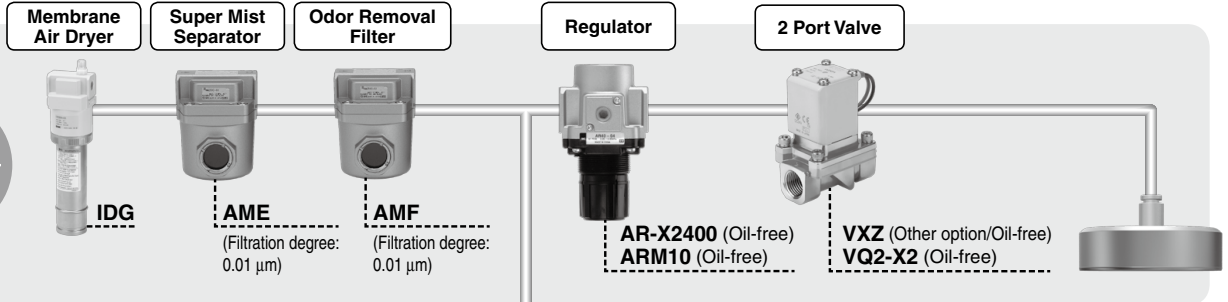 Membrane
Air Dryer
Super Mist
Separator
Odor Removal
Filter
Regulator
2 Port Valve
IDG
AME
(Filtration degree:
0.01 μm)
AMF
(Filtration degree:
0.01 μm)
AR-X2400 (Oil-free)
ARM10 (Oil-free)
VXZ (Other option/Oil-free)
VQ2-X2 (Oil-free)